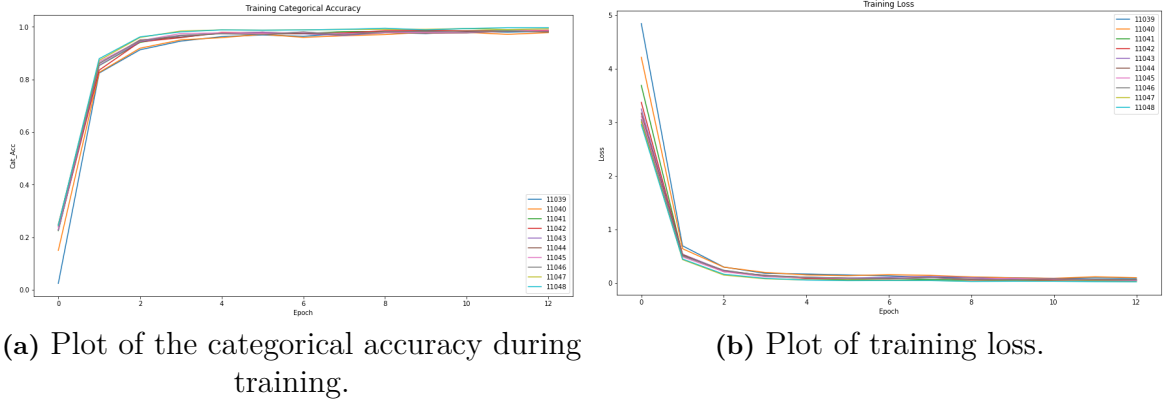 Training Categorical Accuracy
1.0
0.8
0.6
0.4
0.2
0.0
Cat_Acc
0 2 4 6 8 10 12
Epoch
11039
11040
11041
11042
11043
11044
11045
11046
11047
11048
(a) Plot of the categorical accuracy during
training.
Training Loss
5
4
3
2
1
0
Loss
0 2 4 6 8 10 12
Epoch
11039
11040
11041
11042
11043
11044
11045
11046
11047
11048
(b) Plot of training loss.